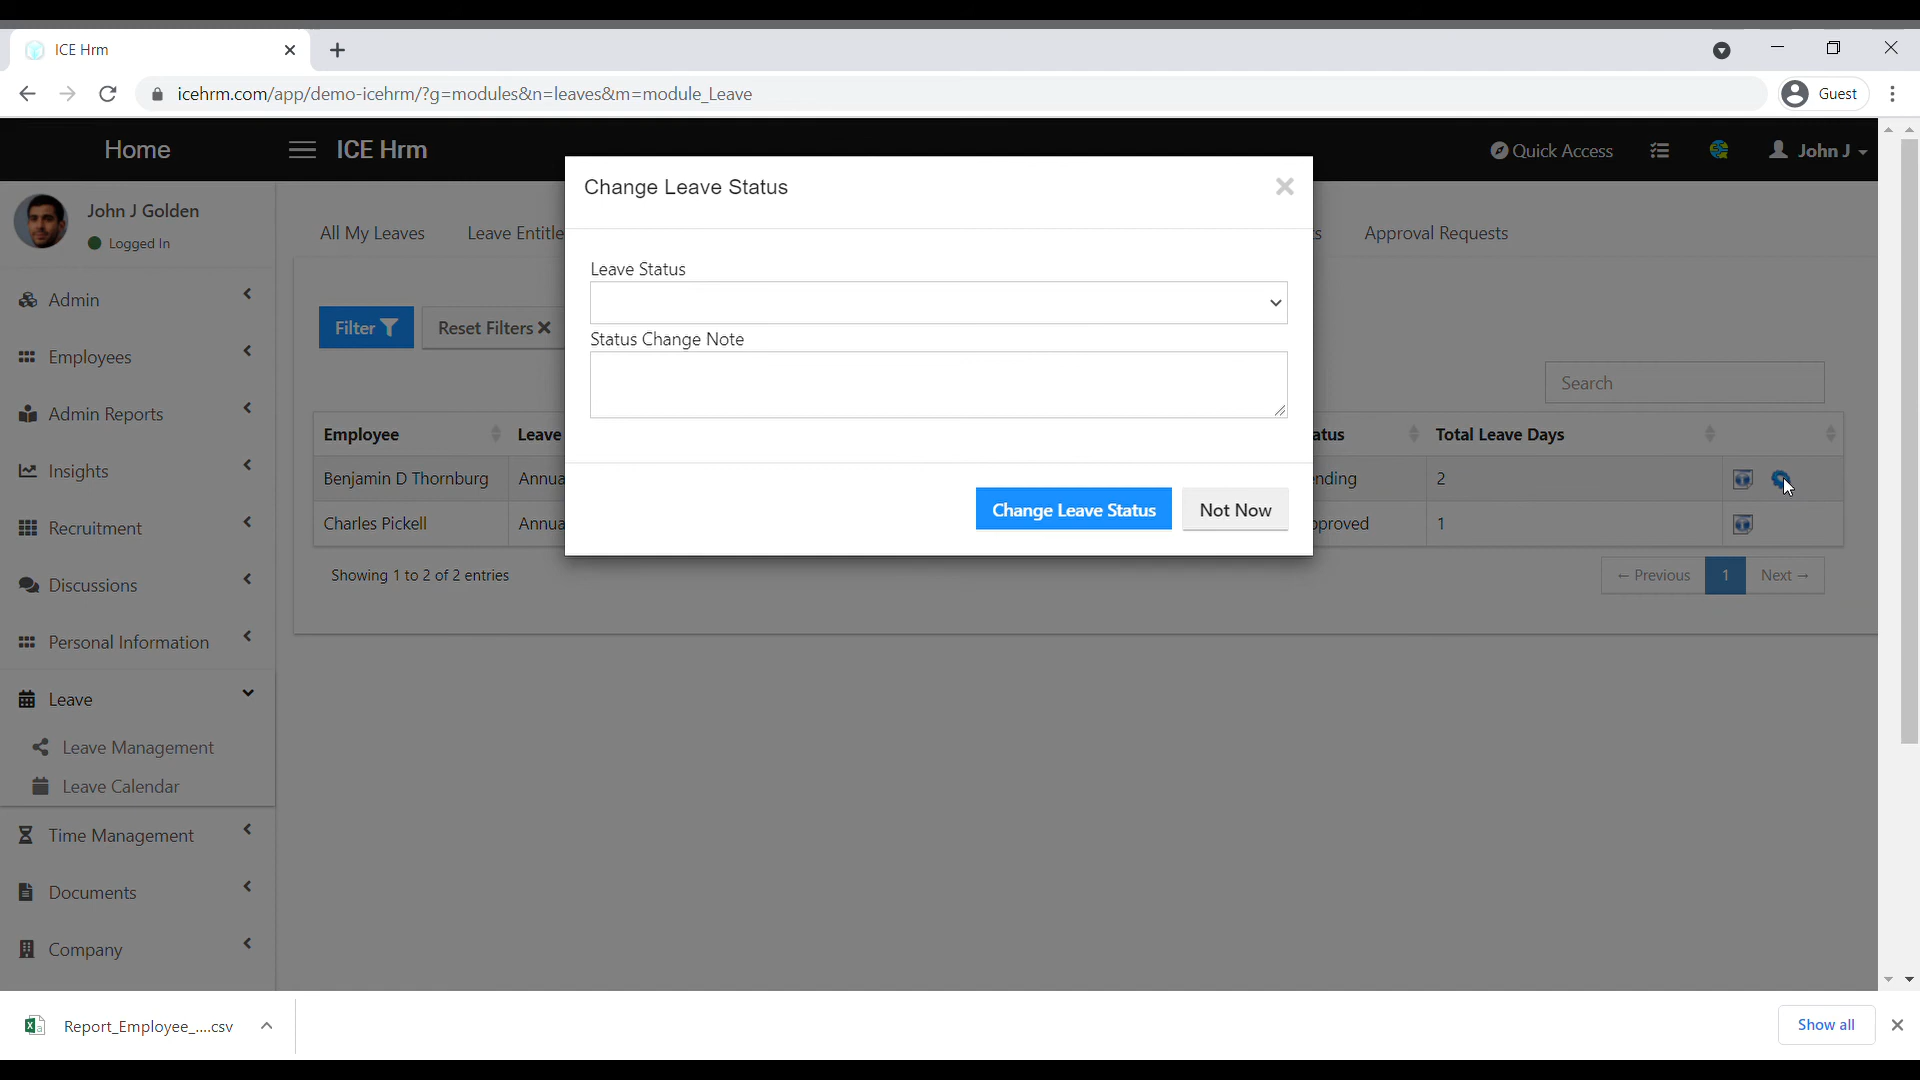 ICE Hrm
icehrm.com/app/demo-icehrm/?g=modules&n=leaves&m=module_Leave
Guest
Home
ICE Hrm
Quick Access
John J
John J Golden
Logged In
Admin
Employees
Admin Reports
Insights
Recruitment
Discussions
Personal Information
Leave
Leave Management
Leave Calendar
Time Management
Documents
Company
All My Leaves
Leave Entitle
Approval Requests
Filter
Reset Filters
Search
Employee Leave atus Total Leave Days
Benjamin D Thornburg Annua nding 2
Charles Pickell Annua proved 1
Showing 1 to 2 of 2 entries
← Previous 1 Next →
Change Leave Status
Leave Status
Status Change Note
Change Leave Status
Not Now
Report_Employee_....csv
Show all